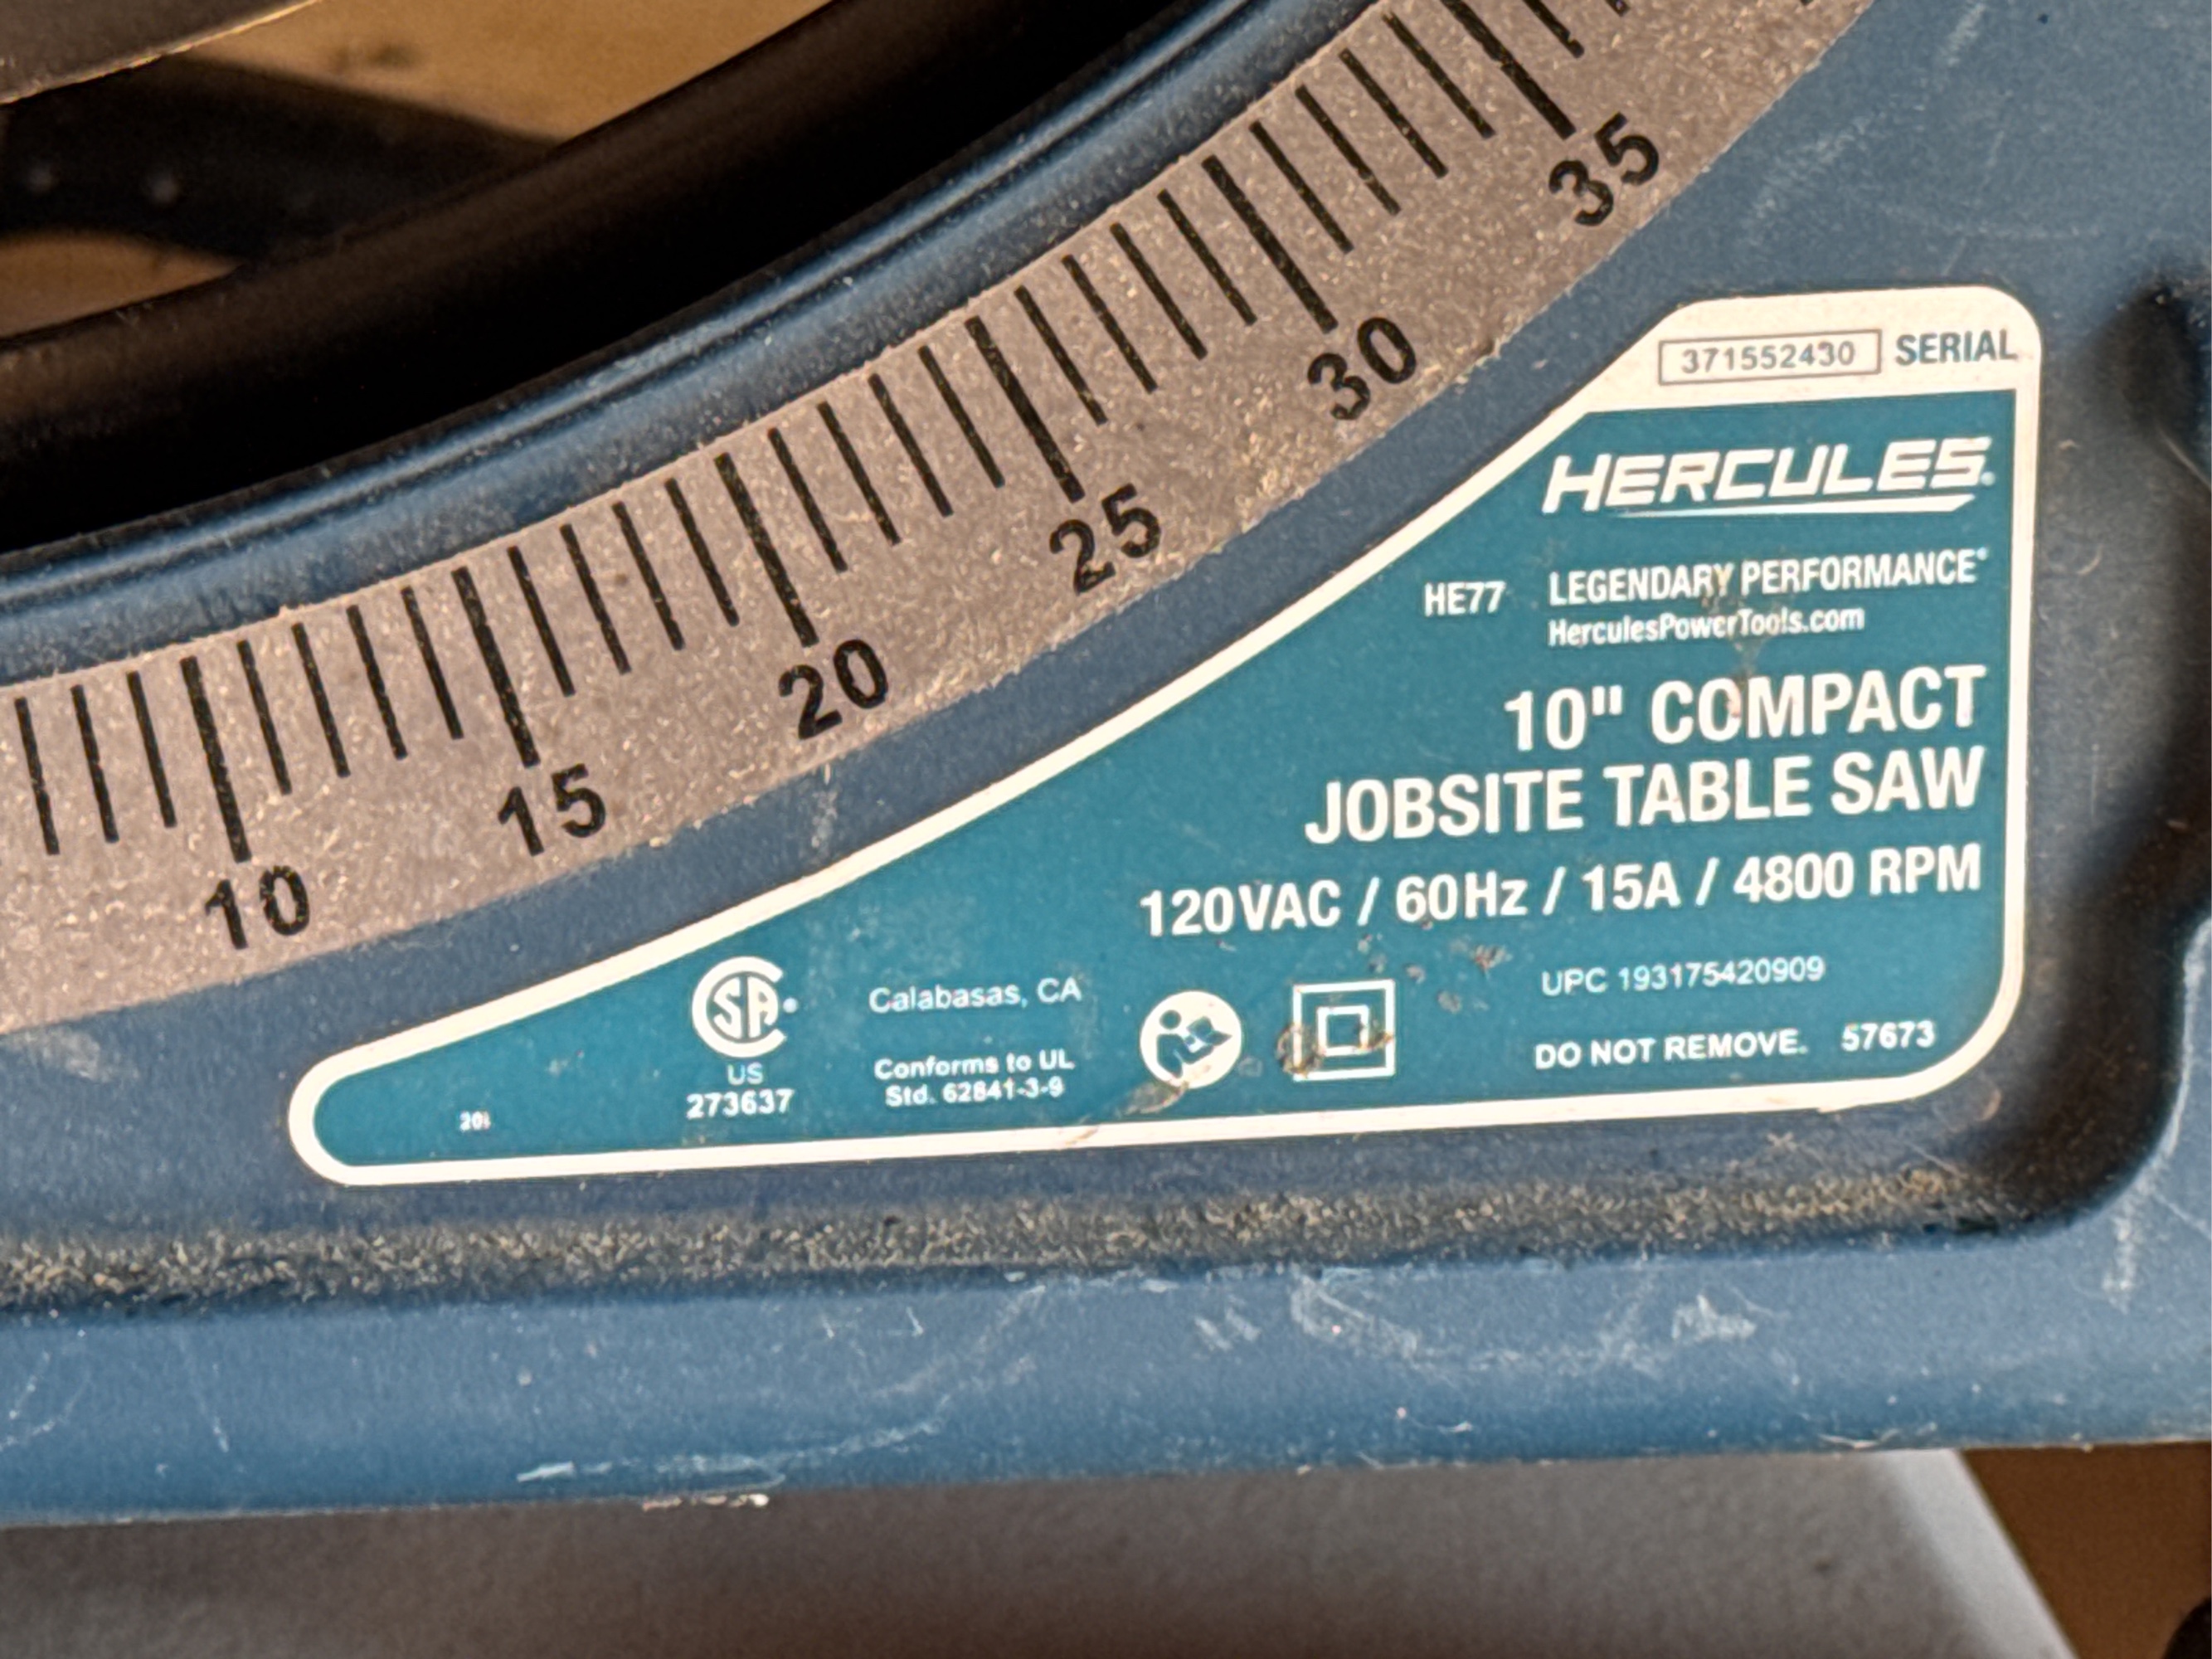 35
30
25
20
15
10
371552430 SERIAL
HERCULES®
HE77 LEGENDARY PERFORMANCE®
HerculesPowerTools.com
10" COMPACT
JOBSITE TABLE SAW
120VAC / 60Hz / 15A / 4800 RPM
SA
US
273637
Calabasas, CA
Conforms to UL
Std. 62841-3-9
UPC 193175420909
DO NOT REMOVE. 57673